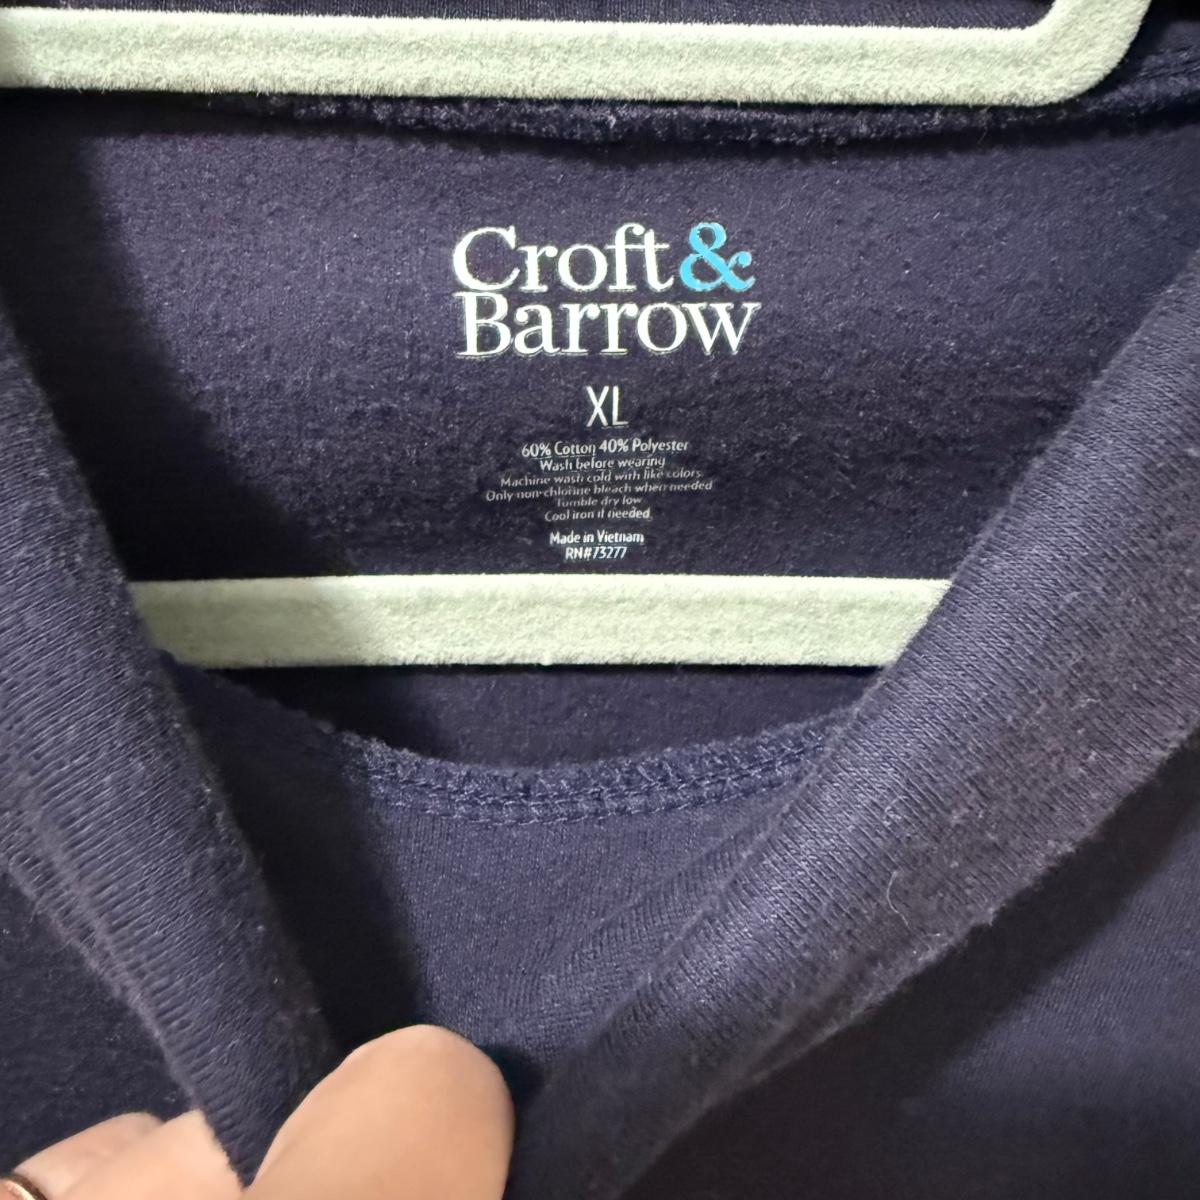 Croft&
Barrow
XL
60% Cotton 40% Polyester
Wash before wearing
Machine wash cold with like colors
Only non-chlorine bleach when needed
Tumble dry low
Cool iron if needed
Made in Vietnam
RN#73277